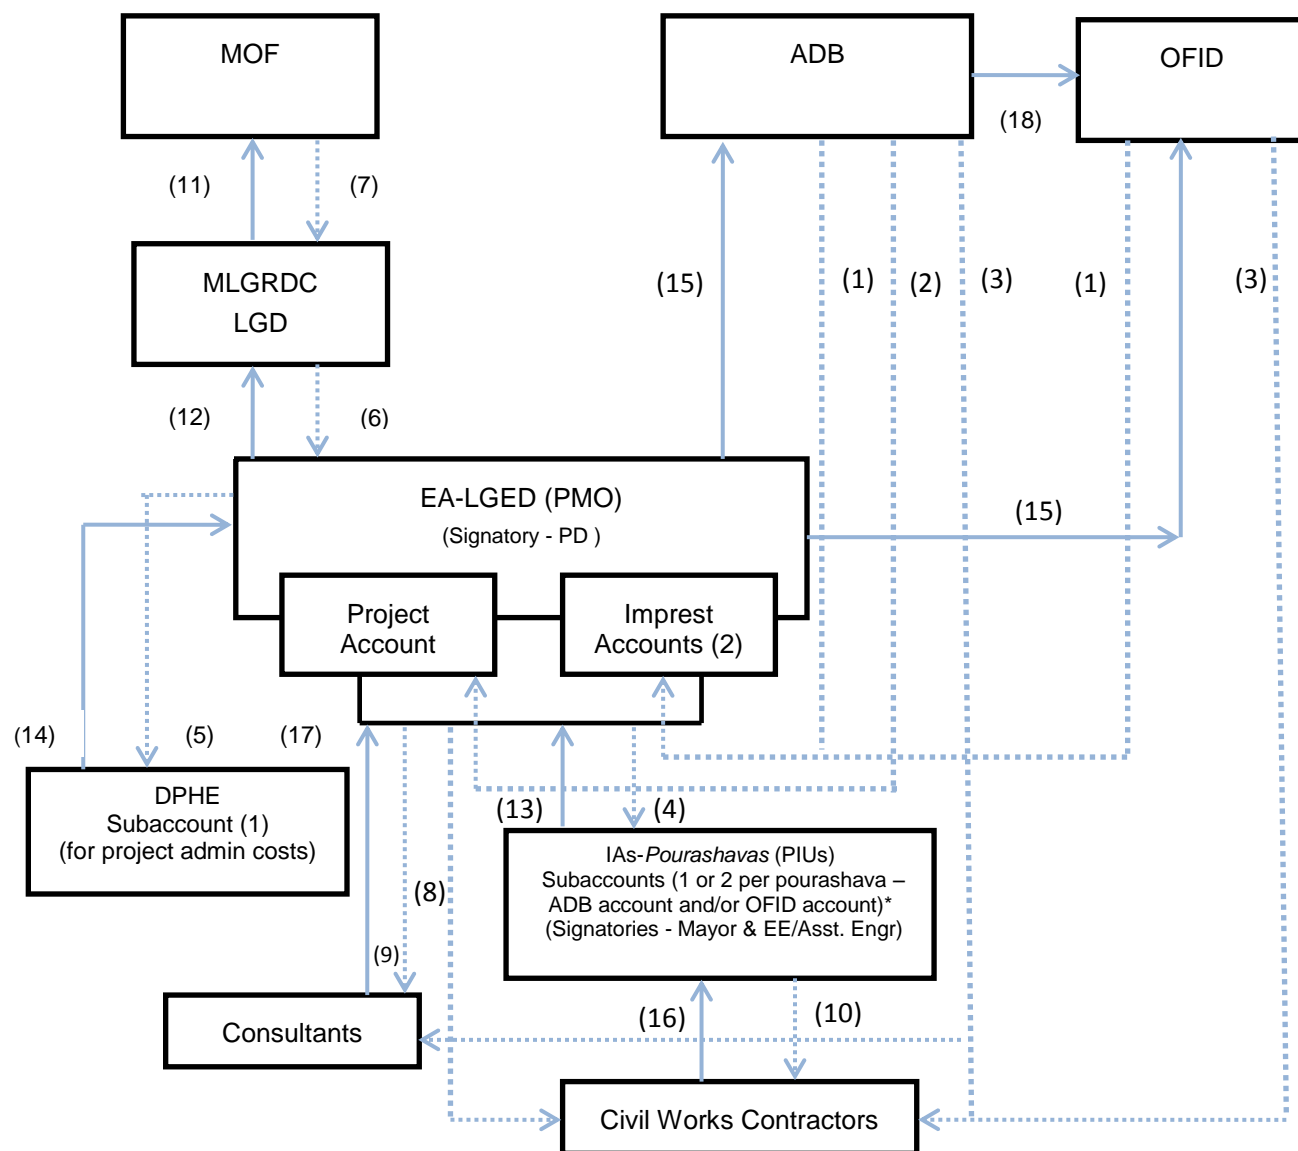 MOF
ADB
OFID
(18)
(11)
(7)
MLGRDC
LGD
(15)
(1)
(2)
(3)
(1)
(3)
(12)
(6)
EA-LGED (PMO)
(Signatory - PD )
(15)
Project
Account
Imprest
Accounts (2)
(14)
(5)
(17)
DPHE
Subaccount (1)
(for project admin costs)
(13)
(4)
IAs-Pourashavas (PIUs)
Subaccounts (1 or 2 per pourashava –
ADB account and/or OFID account)*
(Signatories - Mayor & EE/Asst. Engr)
(8)
(9)
Consultants
(16)
(10)
Civil Works Contractors